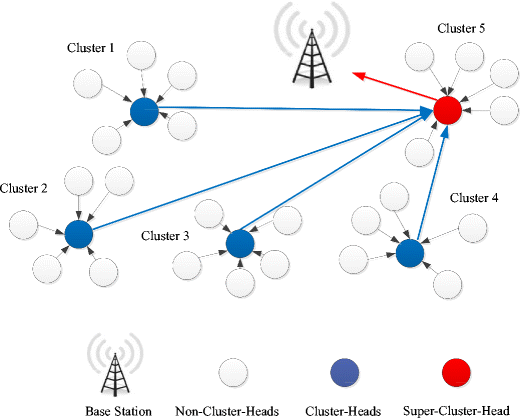 Cluster 1
Cluster 5
Cluster 2
Cluster 3
Cluster 4
Base Station
Non-Cluster-Heads
Cluster-Heads
Super-Cluster-Head